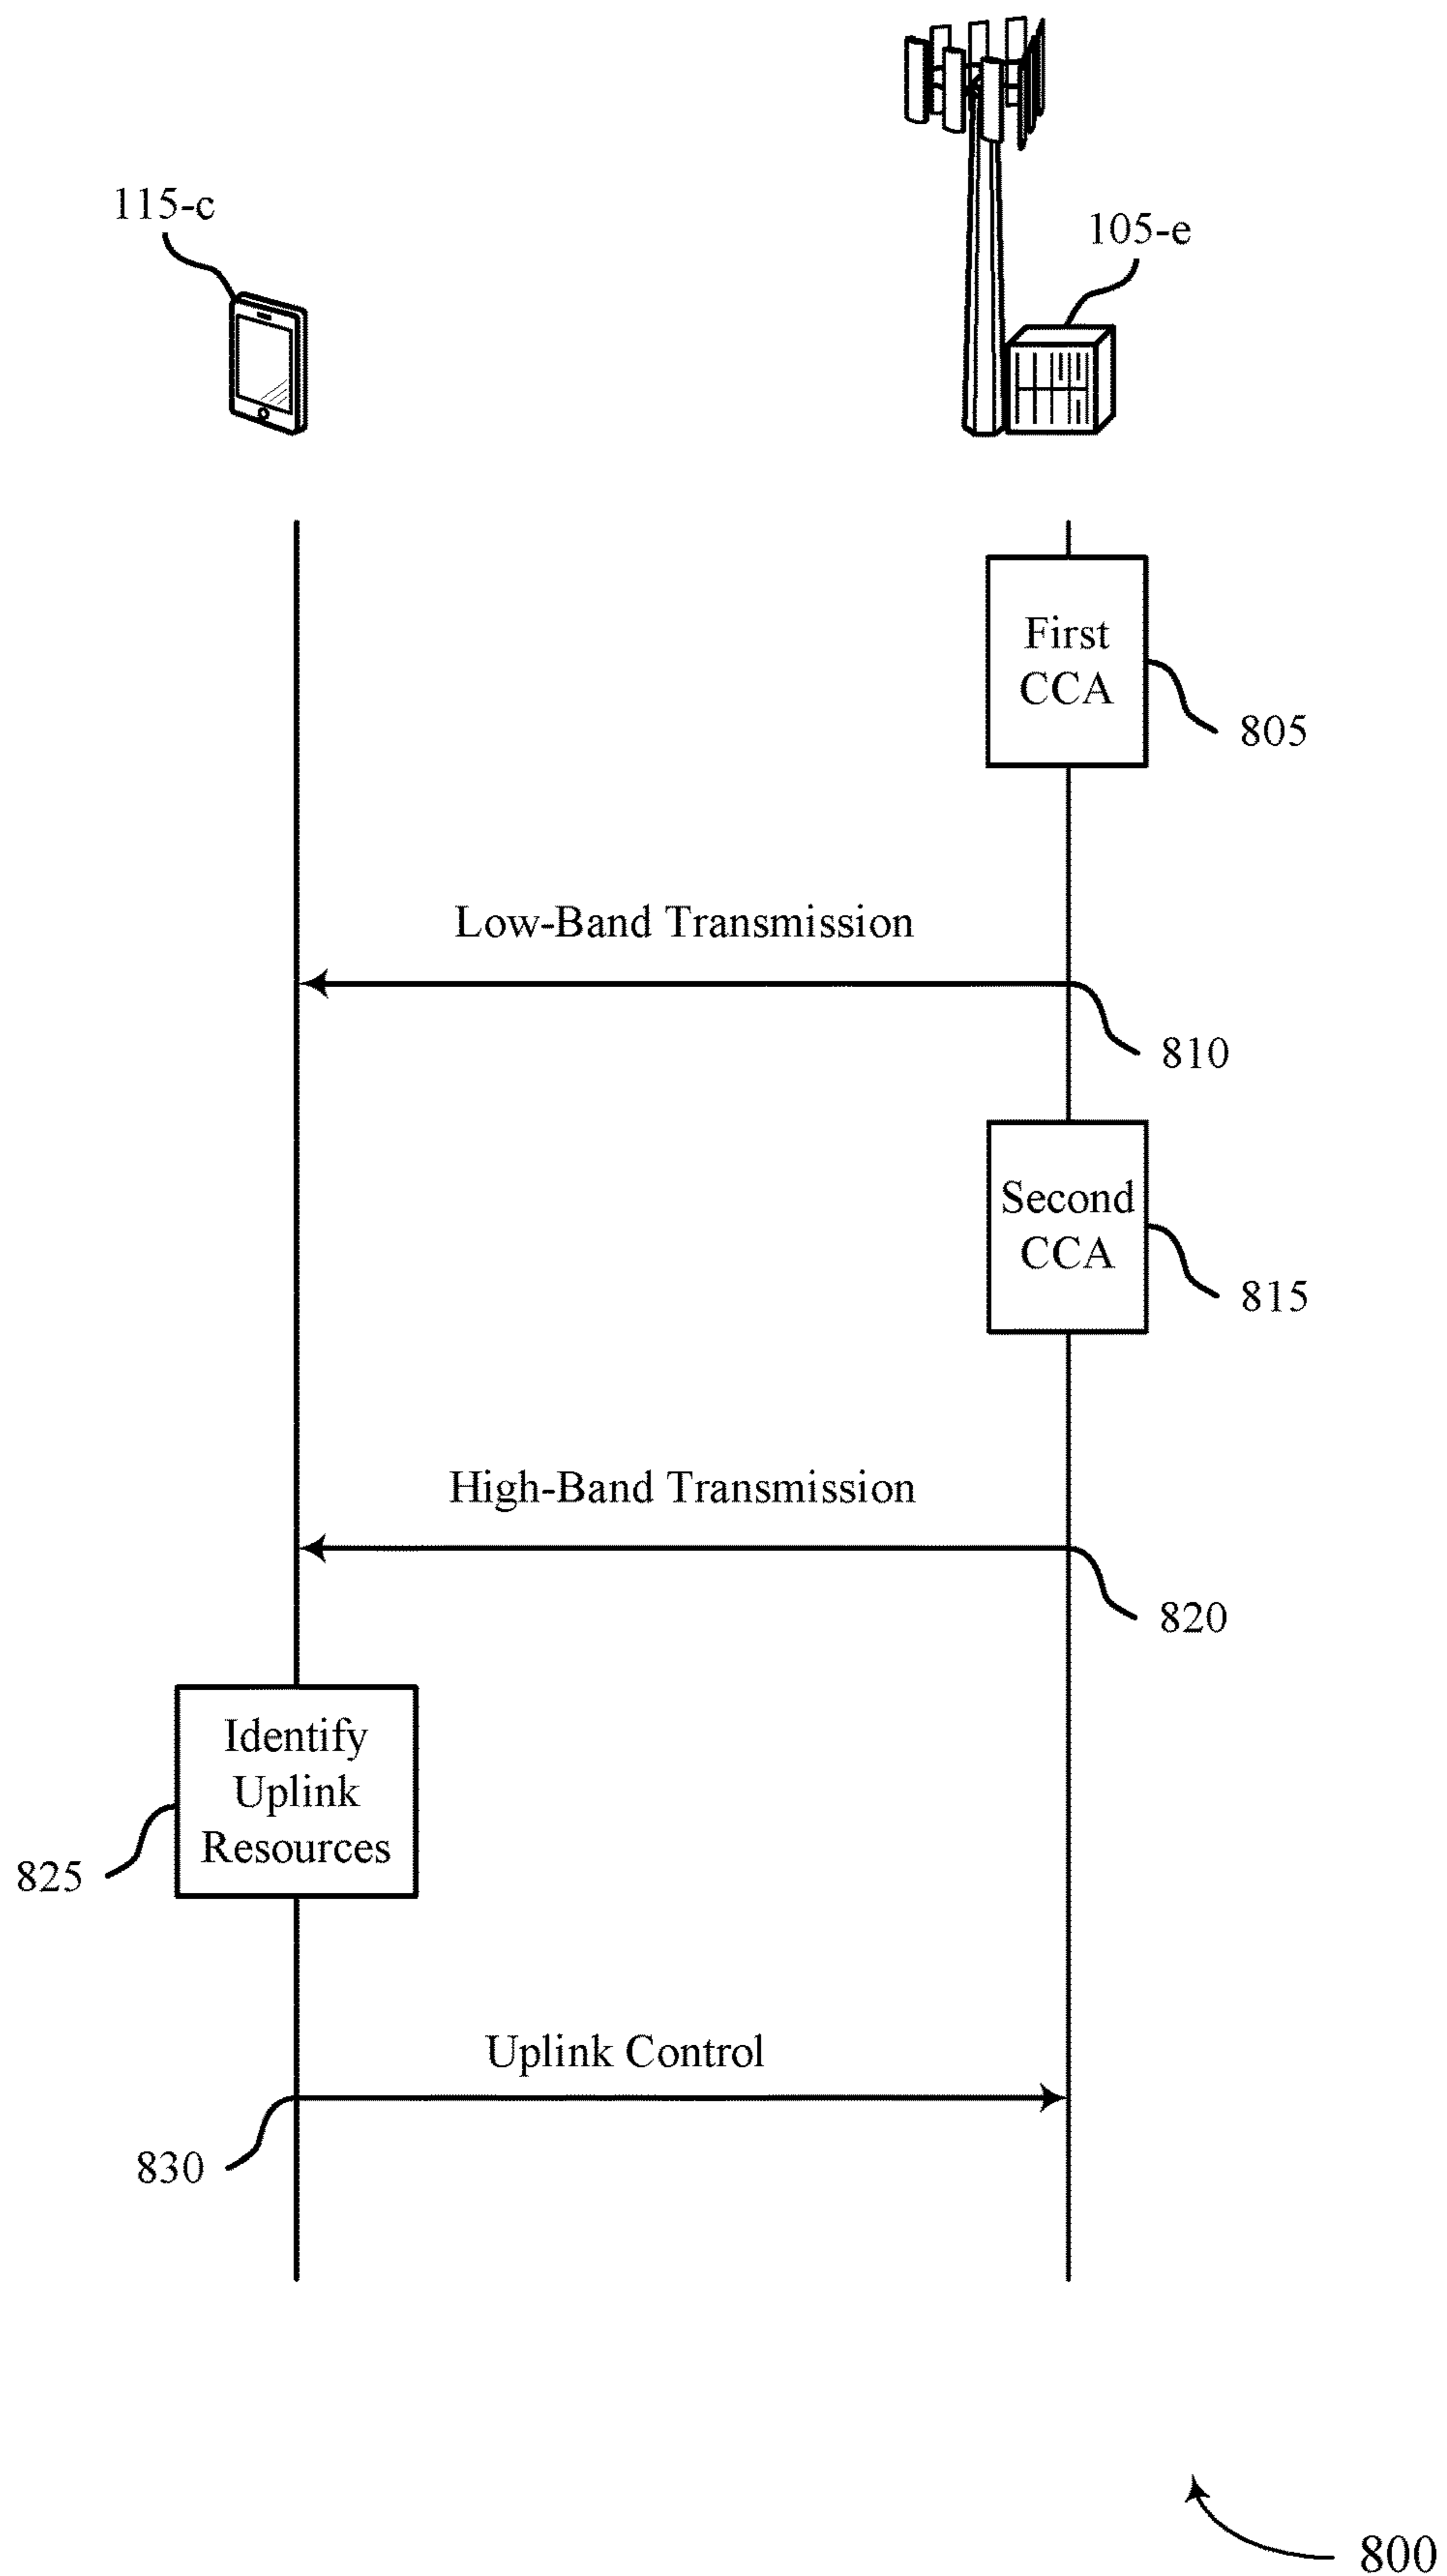 115-c
105-e
First
CCA
805
Low-Band Transmission
810
Second
CCA
815
High-Band Transmission
820
Identify
Uplink
Resources
825
Uplink Control
830
800